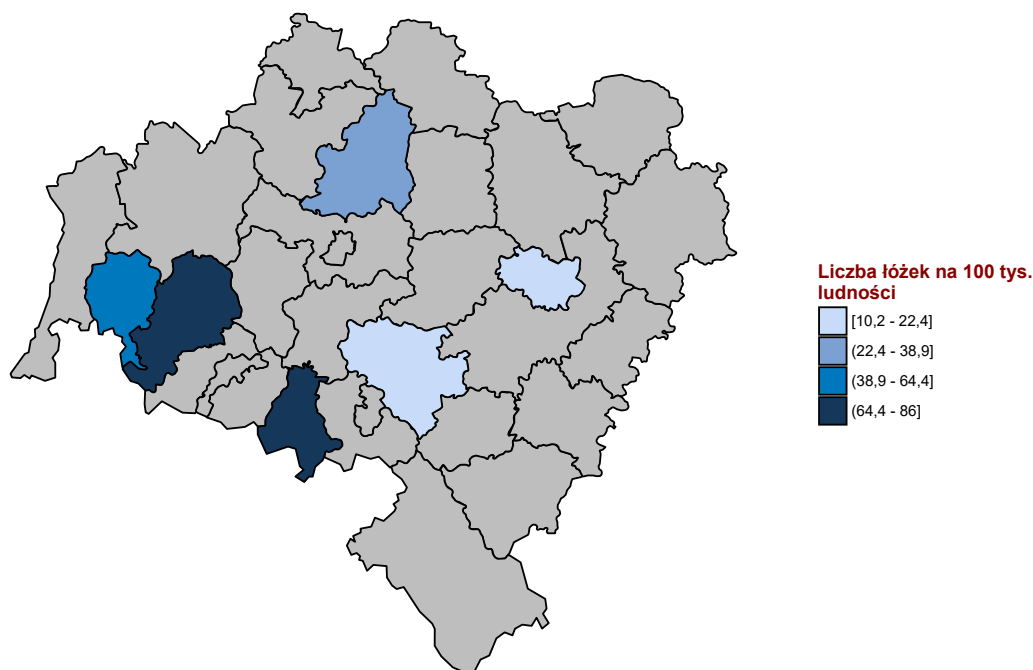 Liczba łóżek na 100 tys.
ludności
[10,2 - 22,4]
(22,4 - 38,9]
(38,9 - 64,4]
(64,4 - 86]